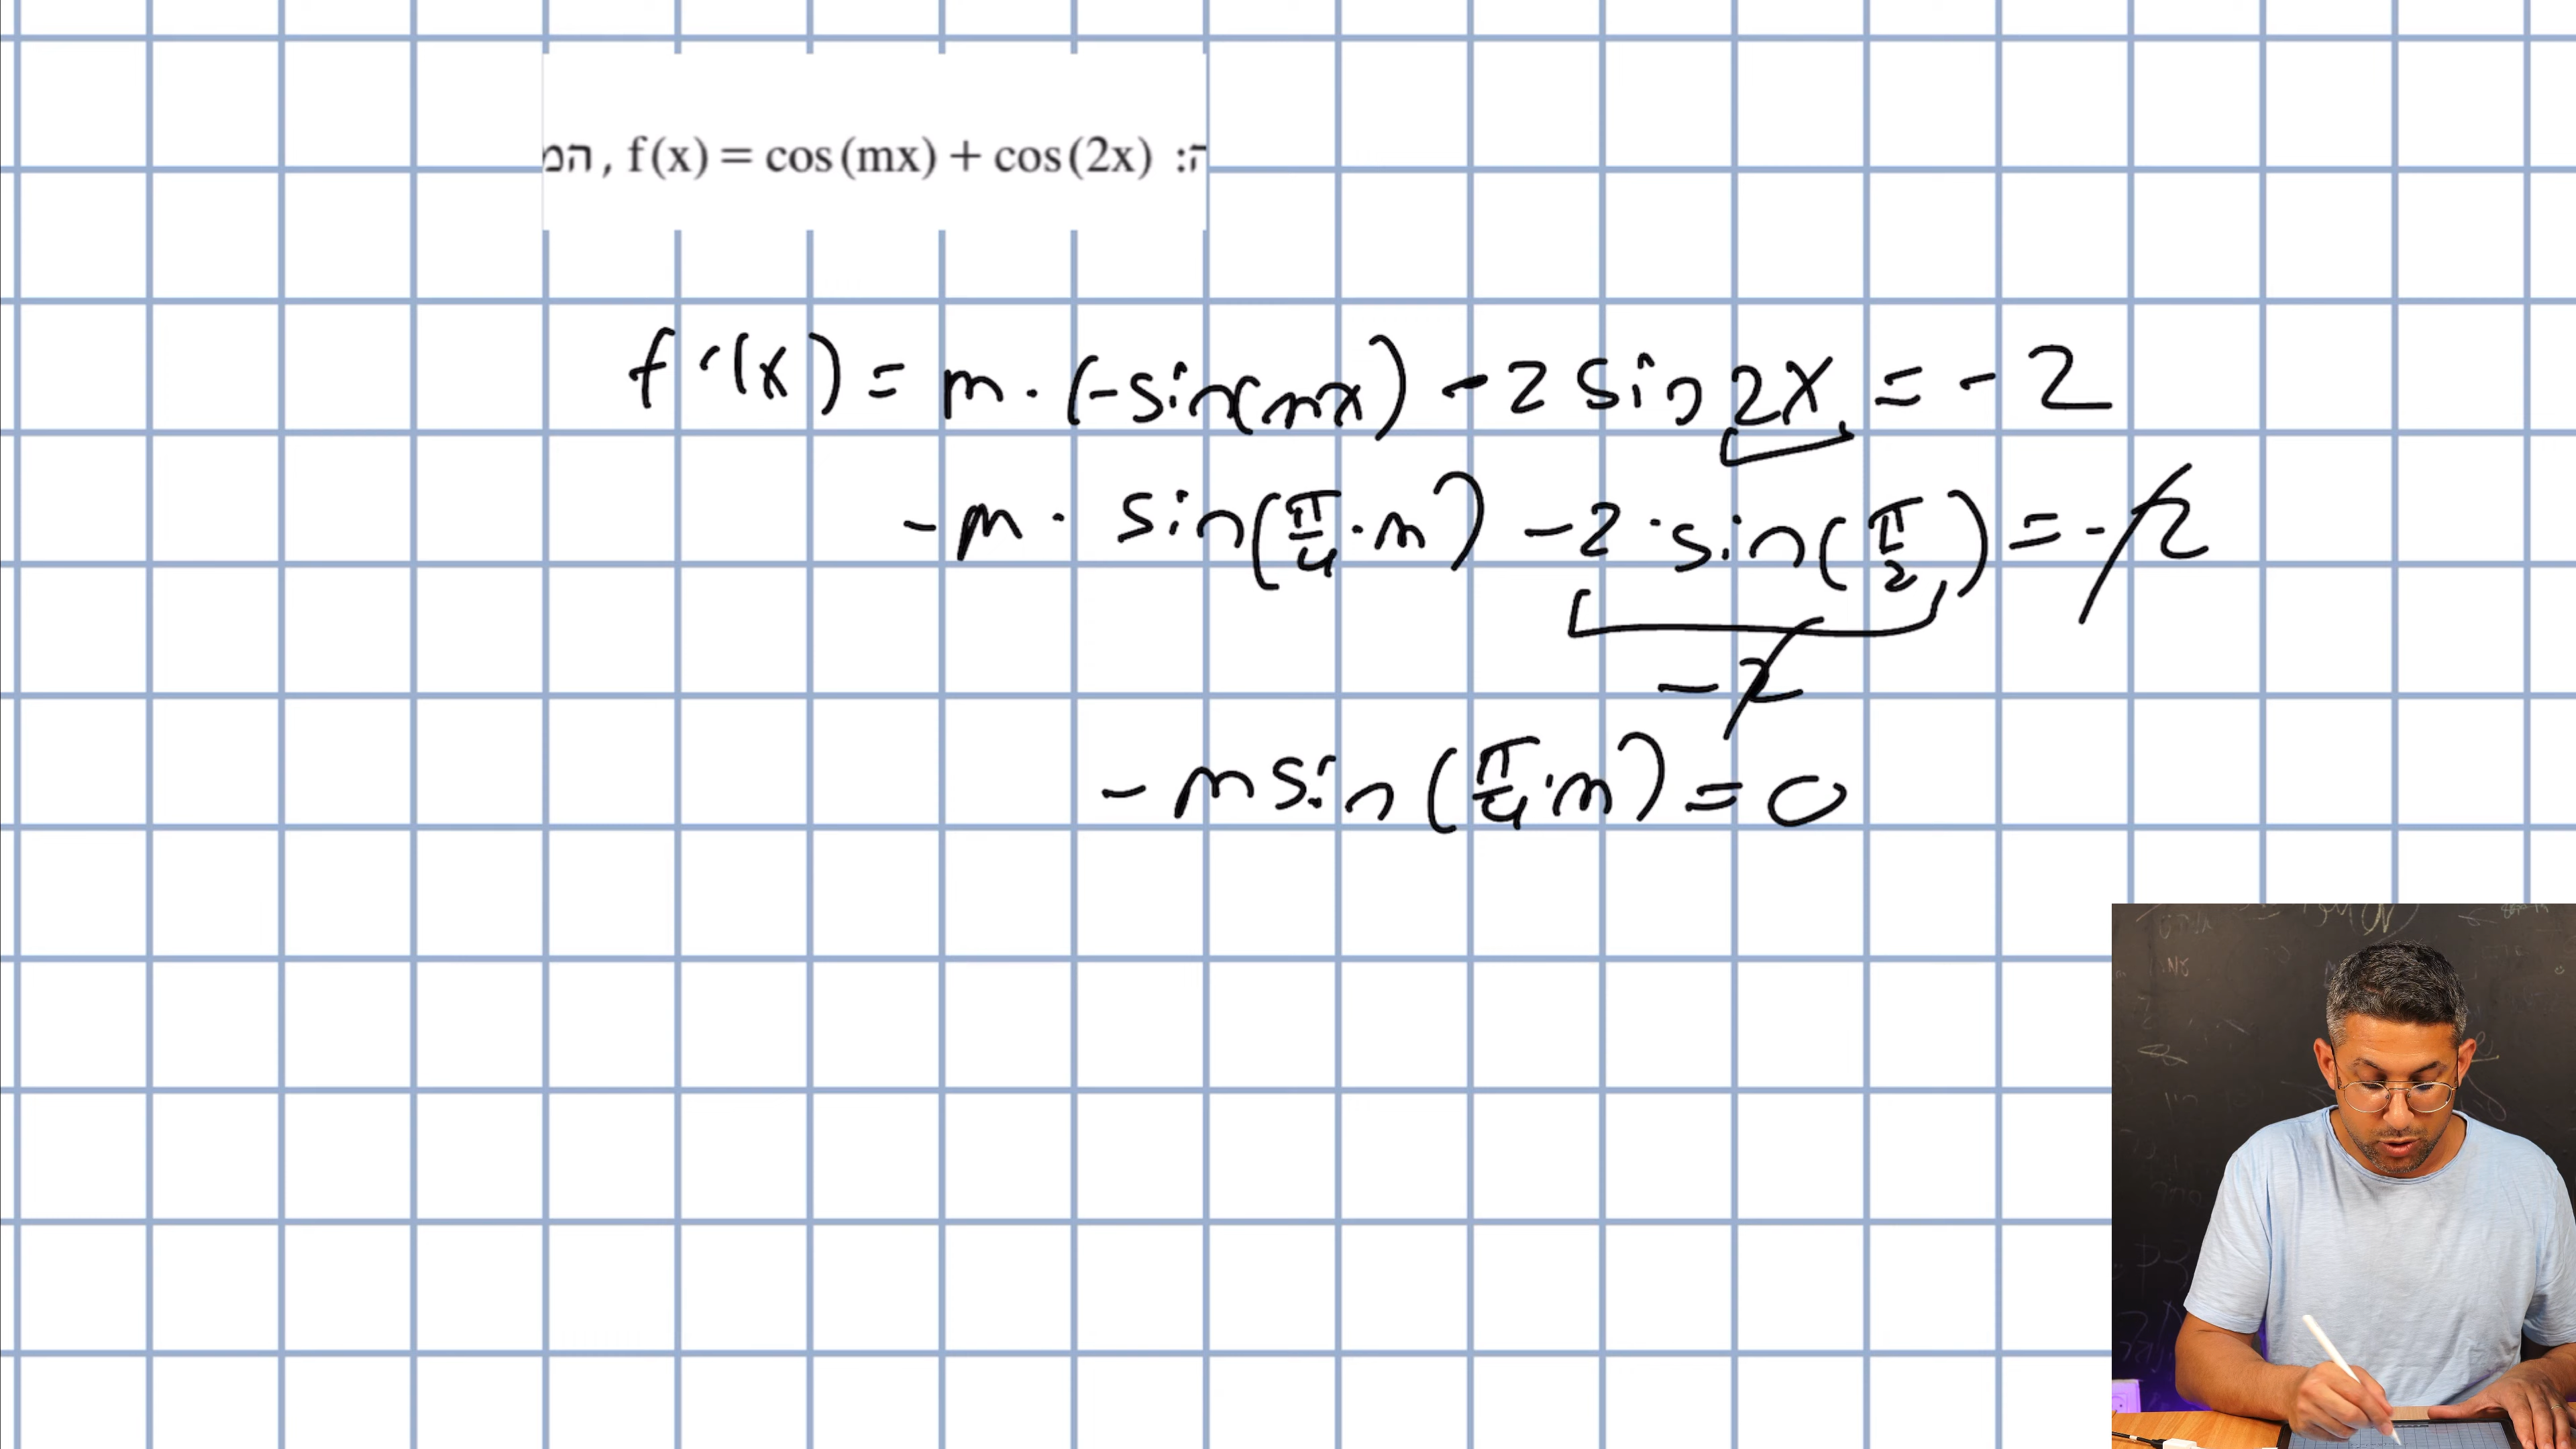 ה: f(x) = cos(mx) + cos(2x) , המ
f'(x) = m · (-sin(mx) - 2 sin 2x = -2
-m · sin(π/4 · m) - 2 · sin(π/2) = -2
-2
-m sin(π/4 · m) = 0